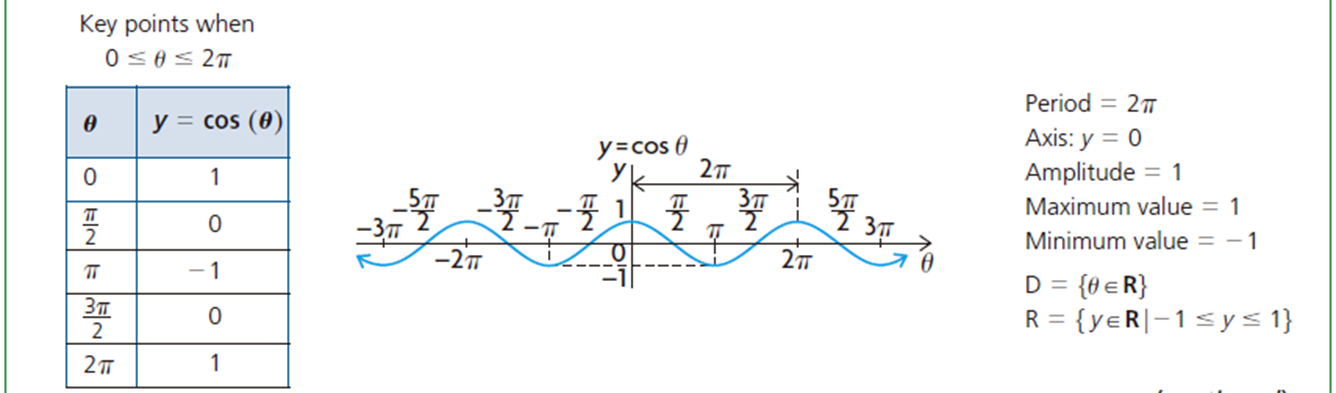 Key points when
0 ≤ θ ≤ 2π
θ y = cos (θ)
0 1
π/2 0
π −1
3π/2 0
2π 1
y = cos θ
y 2π
−3π −5π/2 −2π −3π/2 −π −π/2 1 0 −1 π/2 π 3π/2 2π 5π/2 3π θ
Period = 2π
Axis: y = 0
Amplitude = 1
Maximum value = 1
Minimum value = −1
D = {θ ∈ R}
R = {y ∈ R | −1 ≤ y ≤ 1}